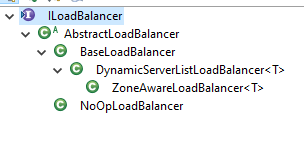 I ILoadBalancer
C A AbstractLoadBalancer
C BaseLoadBalancer
C DynamicServerListLoadBalancer<T>
C ZoneAwareLoadBalancer<T>
C NoOpLoadBalancer